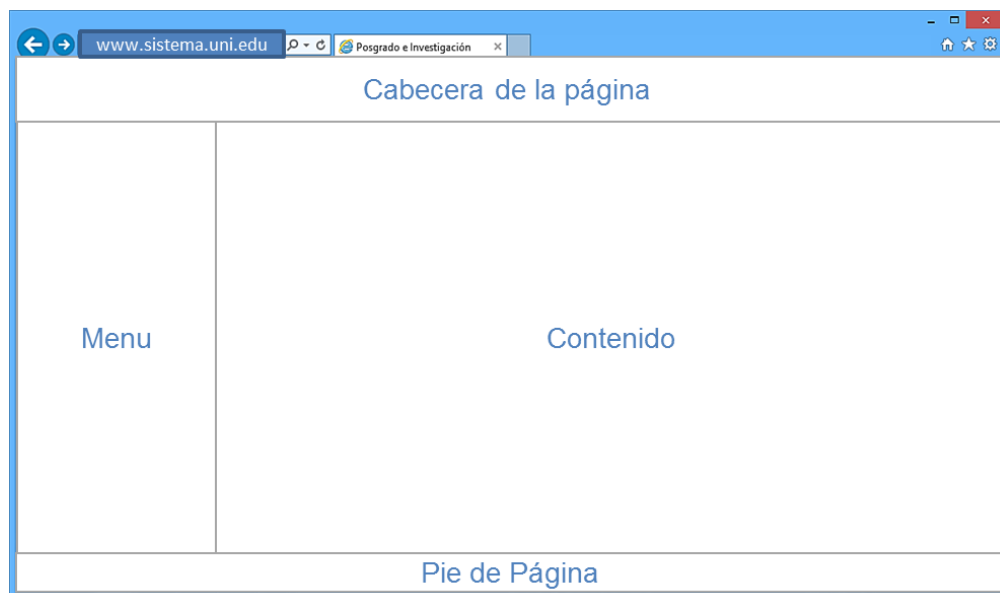 www.sistema.uni.edu
Posgrado e Investigación
Cabecera de la página
Menu
Contenido
Pie de Página